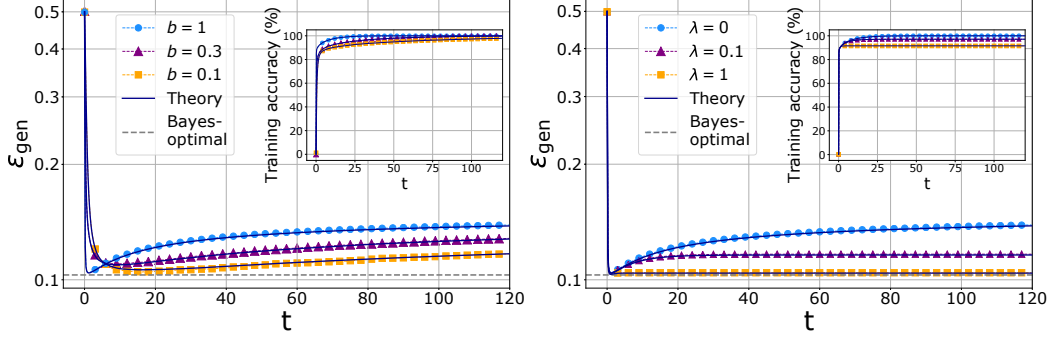 0.5
0.4
0.3
0.2
0.1
ε_gen
0 20 40 60 80 100 120
t
b = 1
b = 0.3
b = 0.1
Theory
Bayes-
optimal
Training accuracy (%)
100
80
60
40
20
0
0 25 50 75 100
t
0.5
0.4
0.3
0.2
0.1
ε_gen
0 20 40 60 80 100 120
t
λ = 0
λ = 0.1
λ = 1
Theory
Bayes-
optimal
Training accuracy (%)
100
80
60
40
20
0
0 25 50 75 100
t